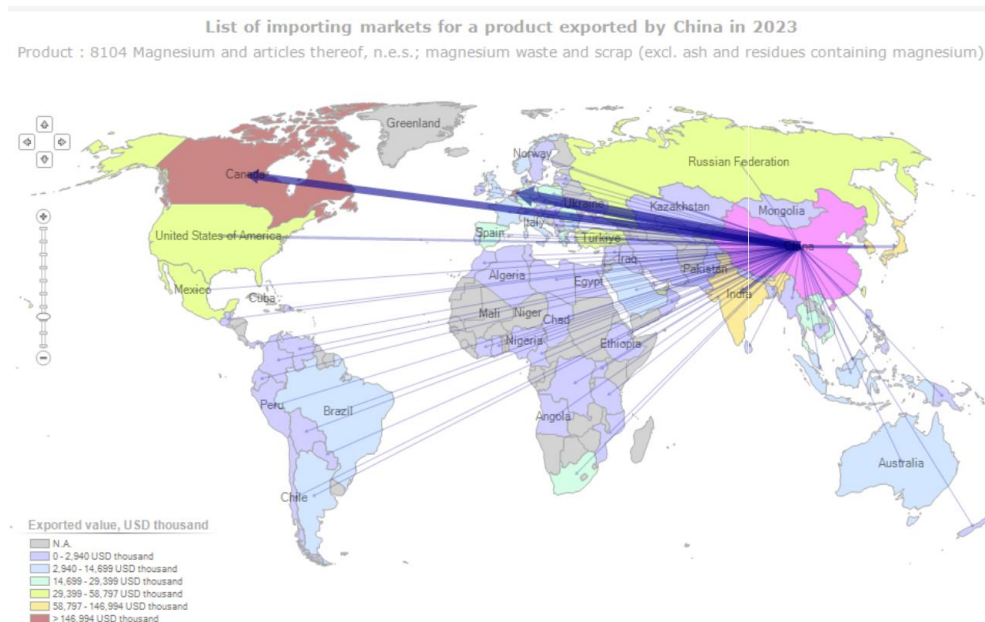 List of importing markets for a product exported by China in 2023
Product : 8104 Magnesium and articles thereof, n.e.s.; magnesium waste and scrap (excl. ash and residues containing magnesium)
Greenland
Norway
Russian Federation
Canada
Ukraine
Kazakhstan
Mongolia
Italy
Spain
United States of America
Türkiye
China
Iraq
Pakistan
Algeria
Egypt
Mexico
Cuba
India
Mali
Niger
Chad
Nigeria
Ethiopia
Peru
Brazil
Angola
Australia
Chile
Exported value, USD thousand
N.A.
0 - 2,940 USD thousand
2,940 - 14,699 USD thousand
14,699 - 29,399 USD thousand
29,399 - 58,797 USD thousand
58,797 - 146,994 USD thousand
> 146,994 USD thousand